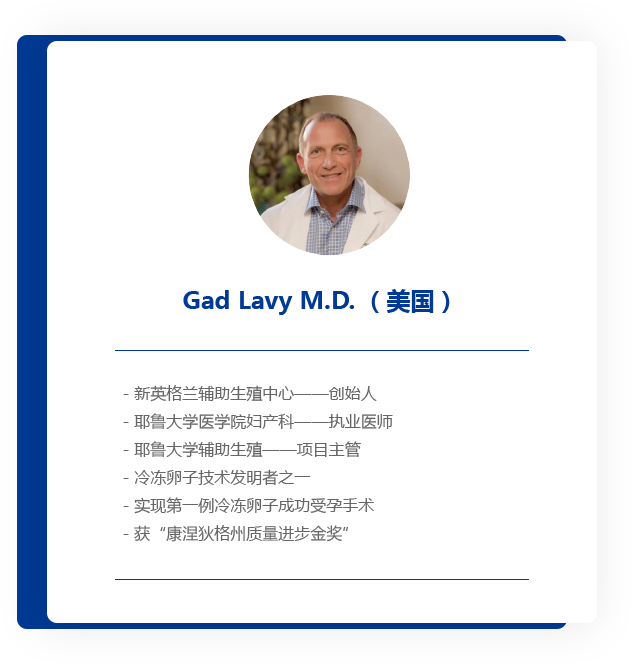 Gad Lavy M.D. （美国）
- 新英格兰辅助生殖中心——创始人
- 耶鲁大学医学院妇产科——执业医师
- 耶鲁大学辅助生殖——项目主管
- 冷冻卵子技术发明者之一
- 实现第一例冷冻卵子成功受孕手术
- 获“康涅狄格州质量进步金奖”